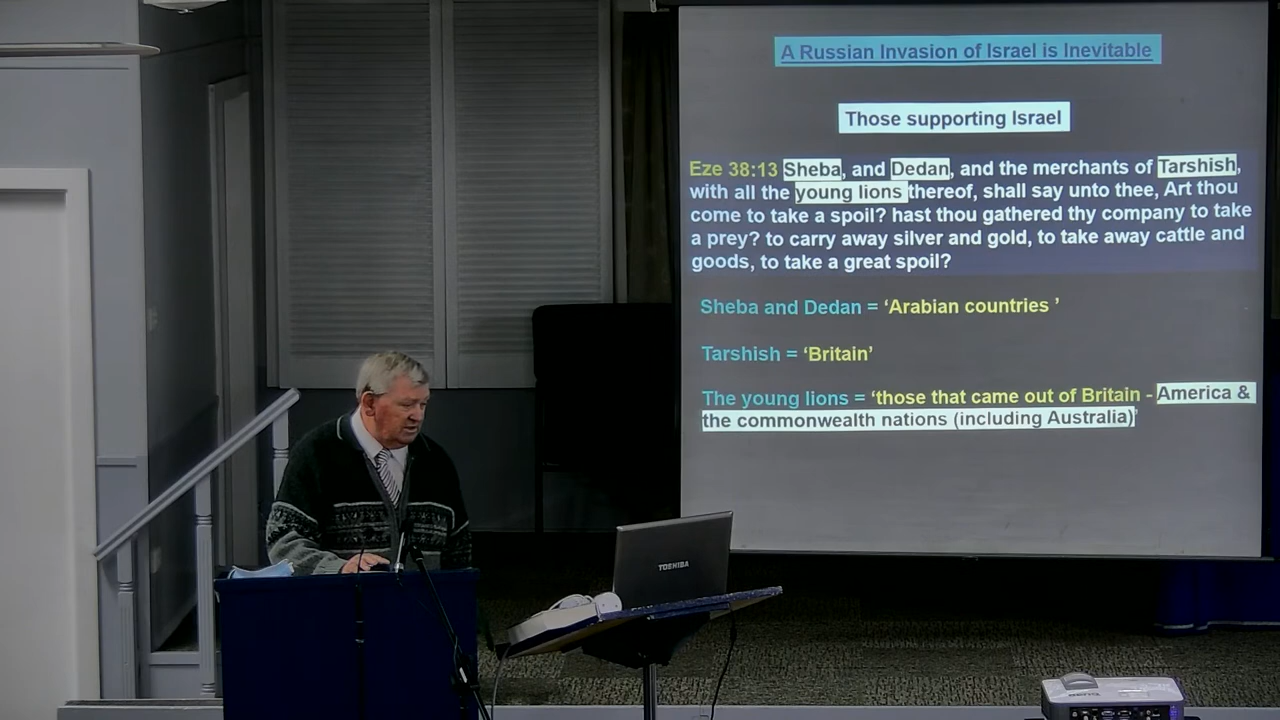 A Russian Invasion of Israel is Inevitable
Those supporting Israel
Eze 38:13 Sheba, and Dedan, and the merchants of Tarshish,
with all the young lions thereof, shall say unto thee, Art thou
come to take a spoil? hast thou gathered thy company to take
a prey? to carry away silver and gold, to take away cattle and
goods, to take a great spoil?
Sheba and Dedan = ‘Arabian countries ’
Tarshish = ‘Britain’
The young lions = ‘those that came out of Britain - America &
the commonwealth nations (including Australia)’
TOSHIBA